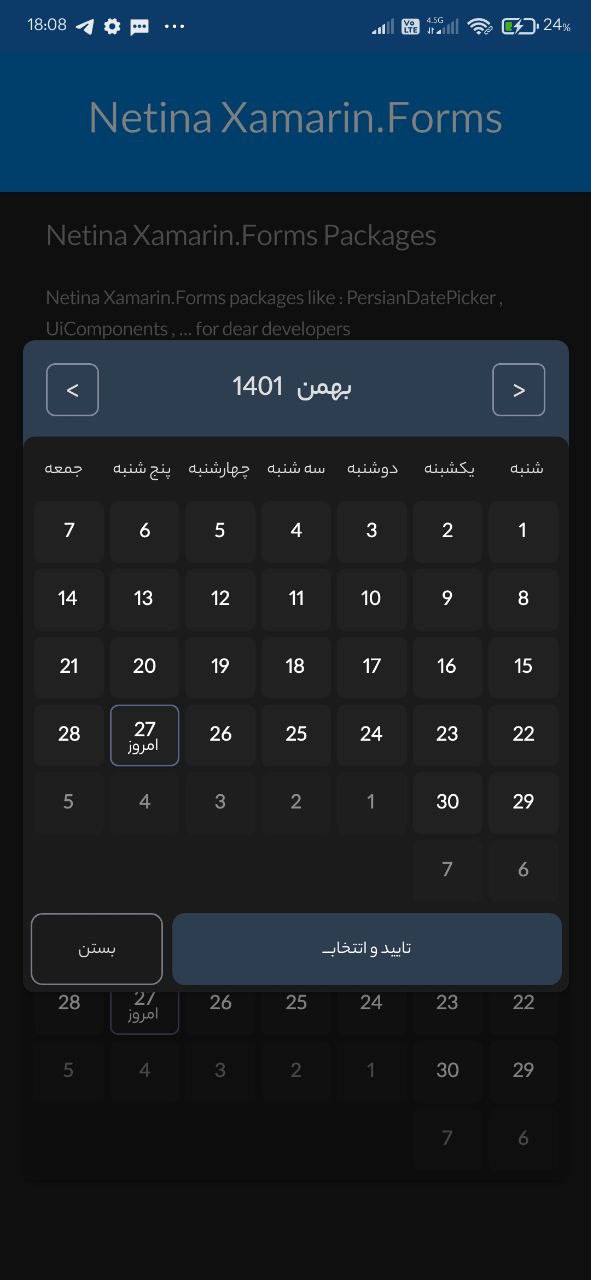 18:08 ... Vo LTE 4.5G 24%
Netina Xamarin.Forms
Netina Xamarin.Forms Packages
Netina Xamarin.Forms packages like : PersianDatePicker ,
UiComponents , ... for dear developers
< بهمن 1401 >
شنبه یکشبنه دوشنبه سه شنبه چهارشنبه پنج شنبه جمعه
1 2 3 4 5 6 7
8 9 10 11 12 13 14
15 16 17 18 19 20 21
22 23 24 25 26 27 28
امروز
29 30 1 2 3 4 5
6 7
تایید و انتخاب
بستن
22 23 24 25 26 27 28
امروز
29 30 1 2 3 4 5
6 7